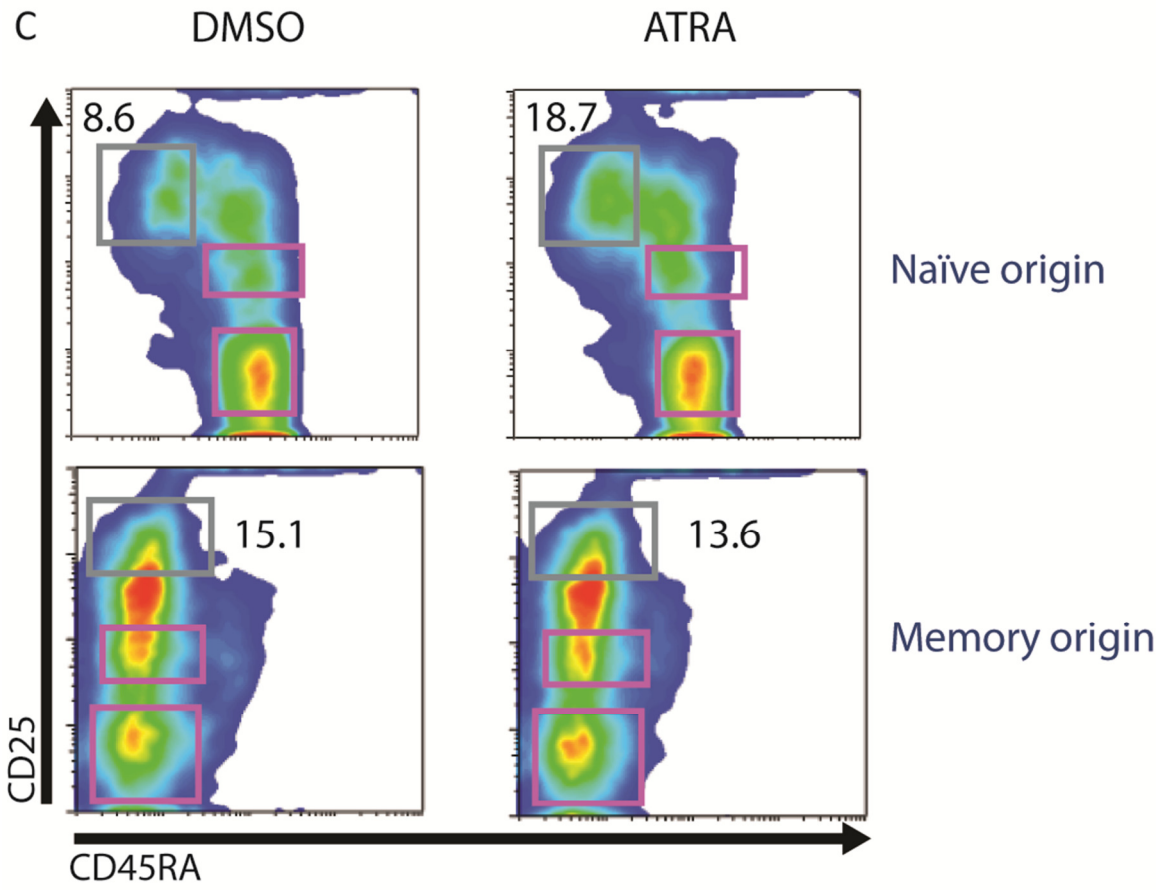 C
DMSO
ATRA
8.6
18.7
Naïve origin
15.1
13.6
Memory origin
CD25
CD45RA